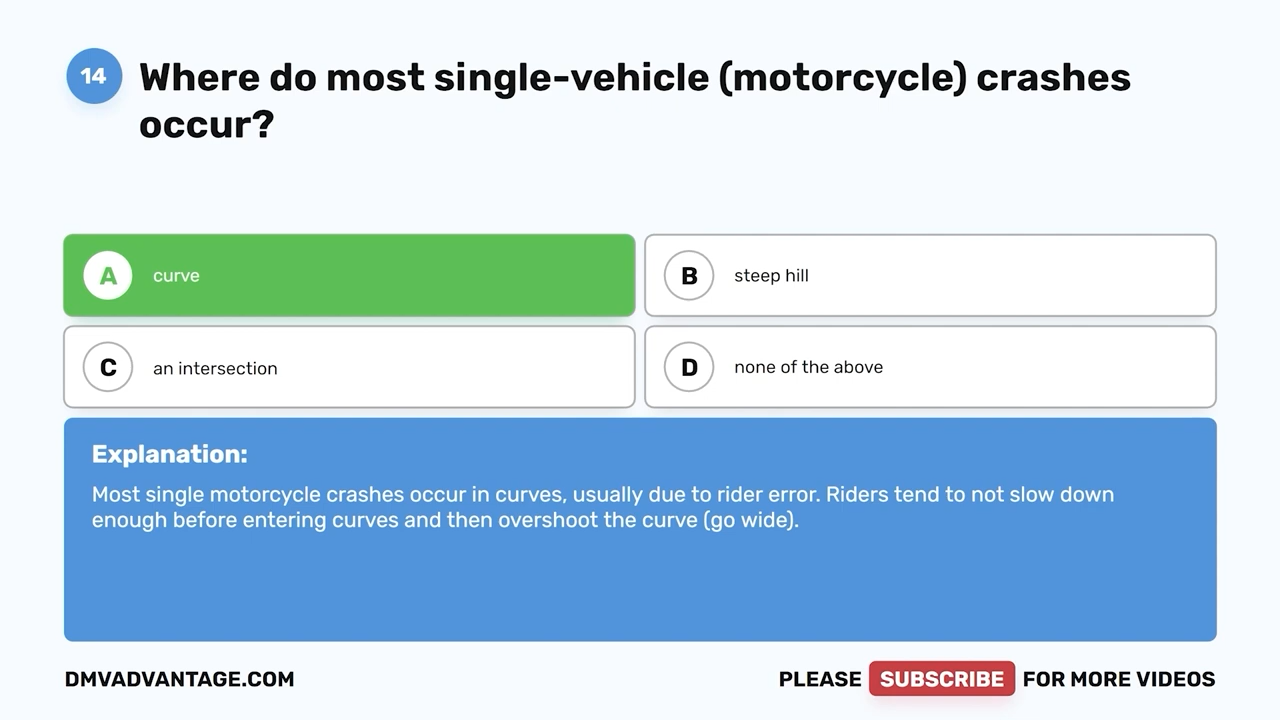 14
Where do most single-vehicle (motorcycle) crashes
occur?
A curve
B steep hill
C an intersection
D none of the above
Explanation:
Most single motorcycle crashes occur in curves, usually due to rider error. Riders tend to not slow down
enough before entering curves and then overshoot the curve (go wide).
DMVADVANTAGE.COM
PLEASE SUBSCRIBE FOR MORE VIDEOS